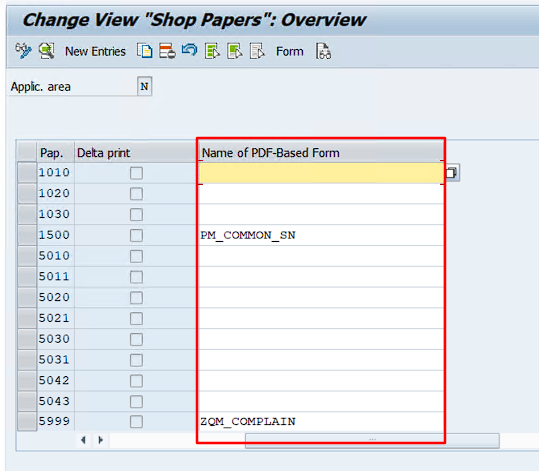 Change View "Shop Papers": Overview
New Entries Form
Applic. area N
Pap. Delta print Name of PDF-Based Form
1010
1020
1030
1500 PM_COMMON_SN
5010
5011
5020
5021
5030
5031
5042
5043
5999 ZQM_COMPLAIN